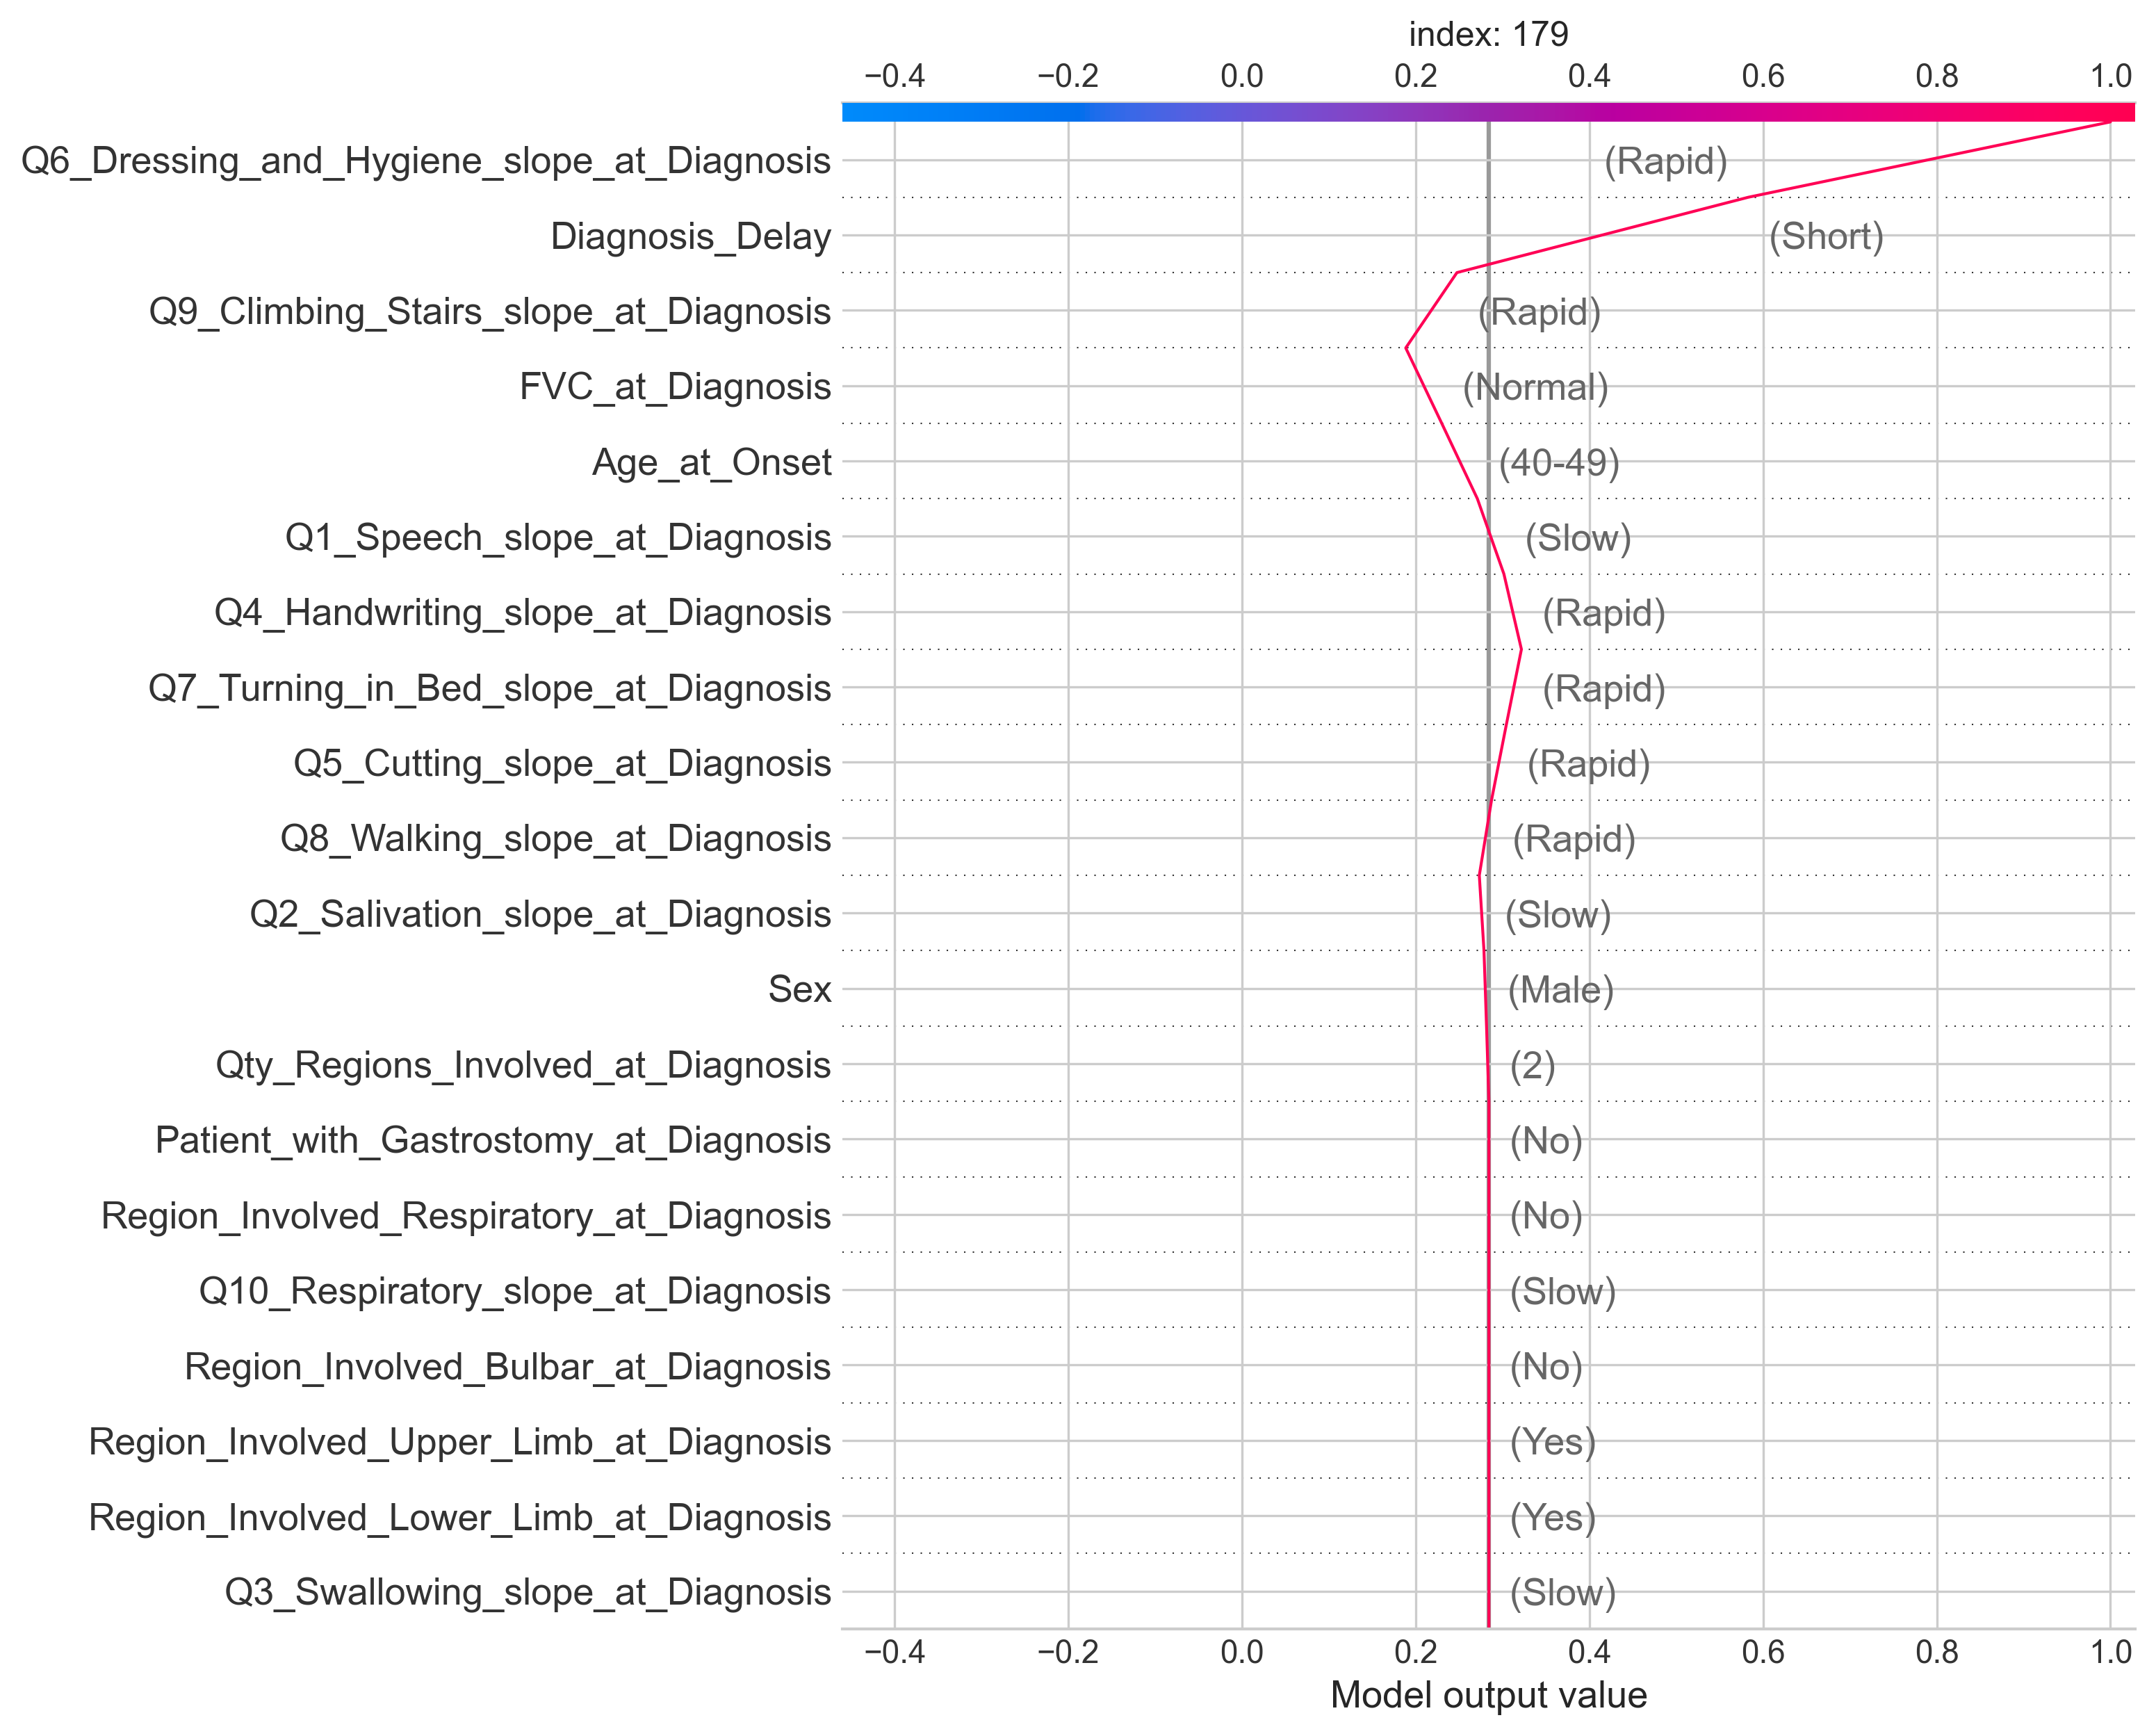 index: 179
−0.4 −0.2 0.0 0.2 0.4 0.6 0.8 1.0
Q6_Dressing_and_Hygiene_slope_at_Diagnosis (Rapid)
Diagnosis_Delay (Short)
Q9_Climbing_Stairs_slope_at_Diagnosis (Rapid)
FVC_at_Diagnosis (Normal)
Age_at_Onset (40-49)
Q1_Speech_slope_at_Diagnosis (Slow)
Q4_Handwriting_slope_at_Diagnosis (Rapid)
Q7_Turning_in_Bed_slope_at_Diagnosis (Rapid)
Q5_Cutting_slope_at_Diagnosis (Rapid)
Q8_Walking_slope_at_Diagnosis (Rapid)
Q2_Salivation_slope_at_Diagnosis (Slow)
Sex (Male)
Qty_Regions_Involved_at_Diagnosis (2)
Patient_with_Gastrostomy_at_Diagnosis (No)
Region_Involved_Respiratory_at_Diagnosis (No)
Q10_Respiratory_slope_at_Diagnosis (Slow)
Region_Involved_Bulbar_at_Diagnosis (No)
Region_Involved_Upper_Limb_at_Diagnosis (Yes)
Region_Involved_Lower_Limb_at_Diagnosis (Yes)
Q3_Swallowing_slope_at_Diagnosis (Slow)
−0.4 −0.2 0.0 0.2 0.4 0.6 0.8 1.0
Model output value